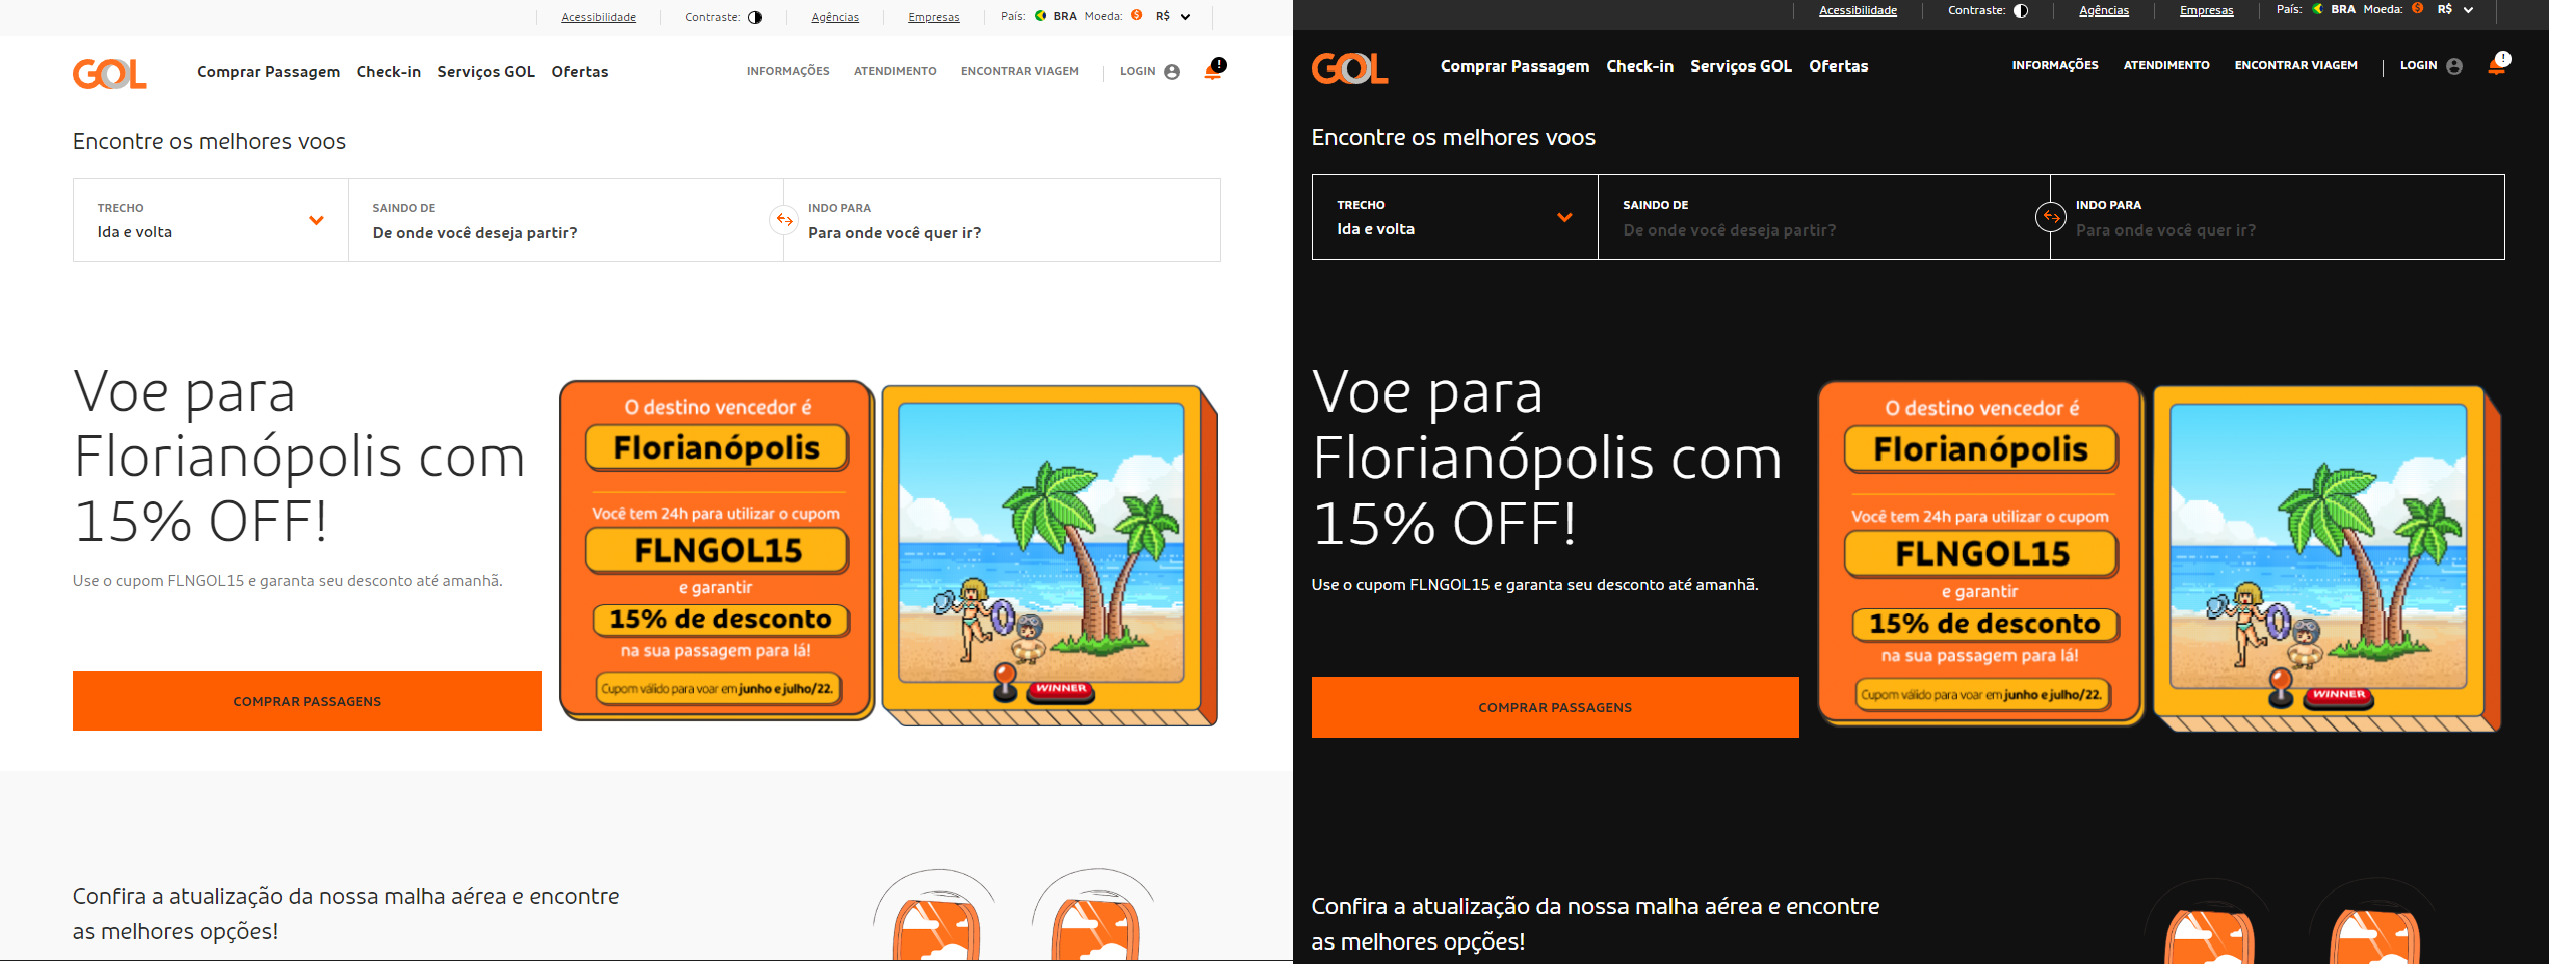 Acessibilidade
Contraste:
Agências
Empresas
País: BRA Moeda: R$
GOL
Comprar Passagem
Check-in
Serviços GOL
Ofertas
INFORMAÇÕES
ATENDIMENTO
ENCONTRAR VIAGEM
LOGIN
!
Encontre os melhores voos
TRECHO
Ida e volta
SAINDO DE
De onde você deseja partir?
INDO PARA
Para onde você quer ir?
Voe para
Florianópolis com
15% OFF!
Use o cupom FLNGOL15 e garanta seu desconto até amanhã.
COMPRAR PASSAGENS
O destino vencedor é
Florianópolis
Você tem 24h para utilizar o cupom
FLNGOL15
e garantir
15% de desconto
na sua passagem para lá!
Cupom válido para voar em junho e julho/22.
WINNER
Confira a atualização da nossa malha aérea e encontre
as melhores opções!
Acessibilidade
Contraste:
Agências
Empresas
País: BRA Moeda: R$
GOL
Comprar Passagem
Check-in
Serviços GOL
Ofertas
INFORMAÇÕES
ATENDIMENTO
ENCONTRAR VIAGEM
LOGIN
!
Encontre os melhores voos
TRECHO
Ida e volta
SAINDO DE
De onde você deseja partir?
INDO PARA
Para onde você quer ir?
Voe para
Florianópolis com
15% OFF!
Use o cupom FLNGOL15 e garanta seu desconto até amanhã.
COMPRAR PASSAGENS
O destino vencedor é
Florianópolis
Você tem 24h para utilizar o cupom
FLNGOL15
e garantir
15% de desconto
na sua passagem para lá!
Cupom válido para voar em junho e julho/22.
WINNER
Confira a atualização da nossa malha aérea e encontre
as melhores opções!